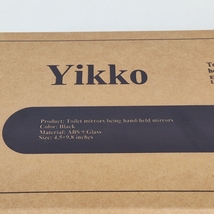 Yikko
Product: Toilet mirrors being hand-held mirrors
Color: Black
Material: ABS + Glass
Size: 4.5*9.8 inches